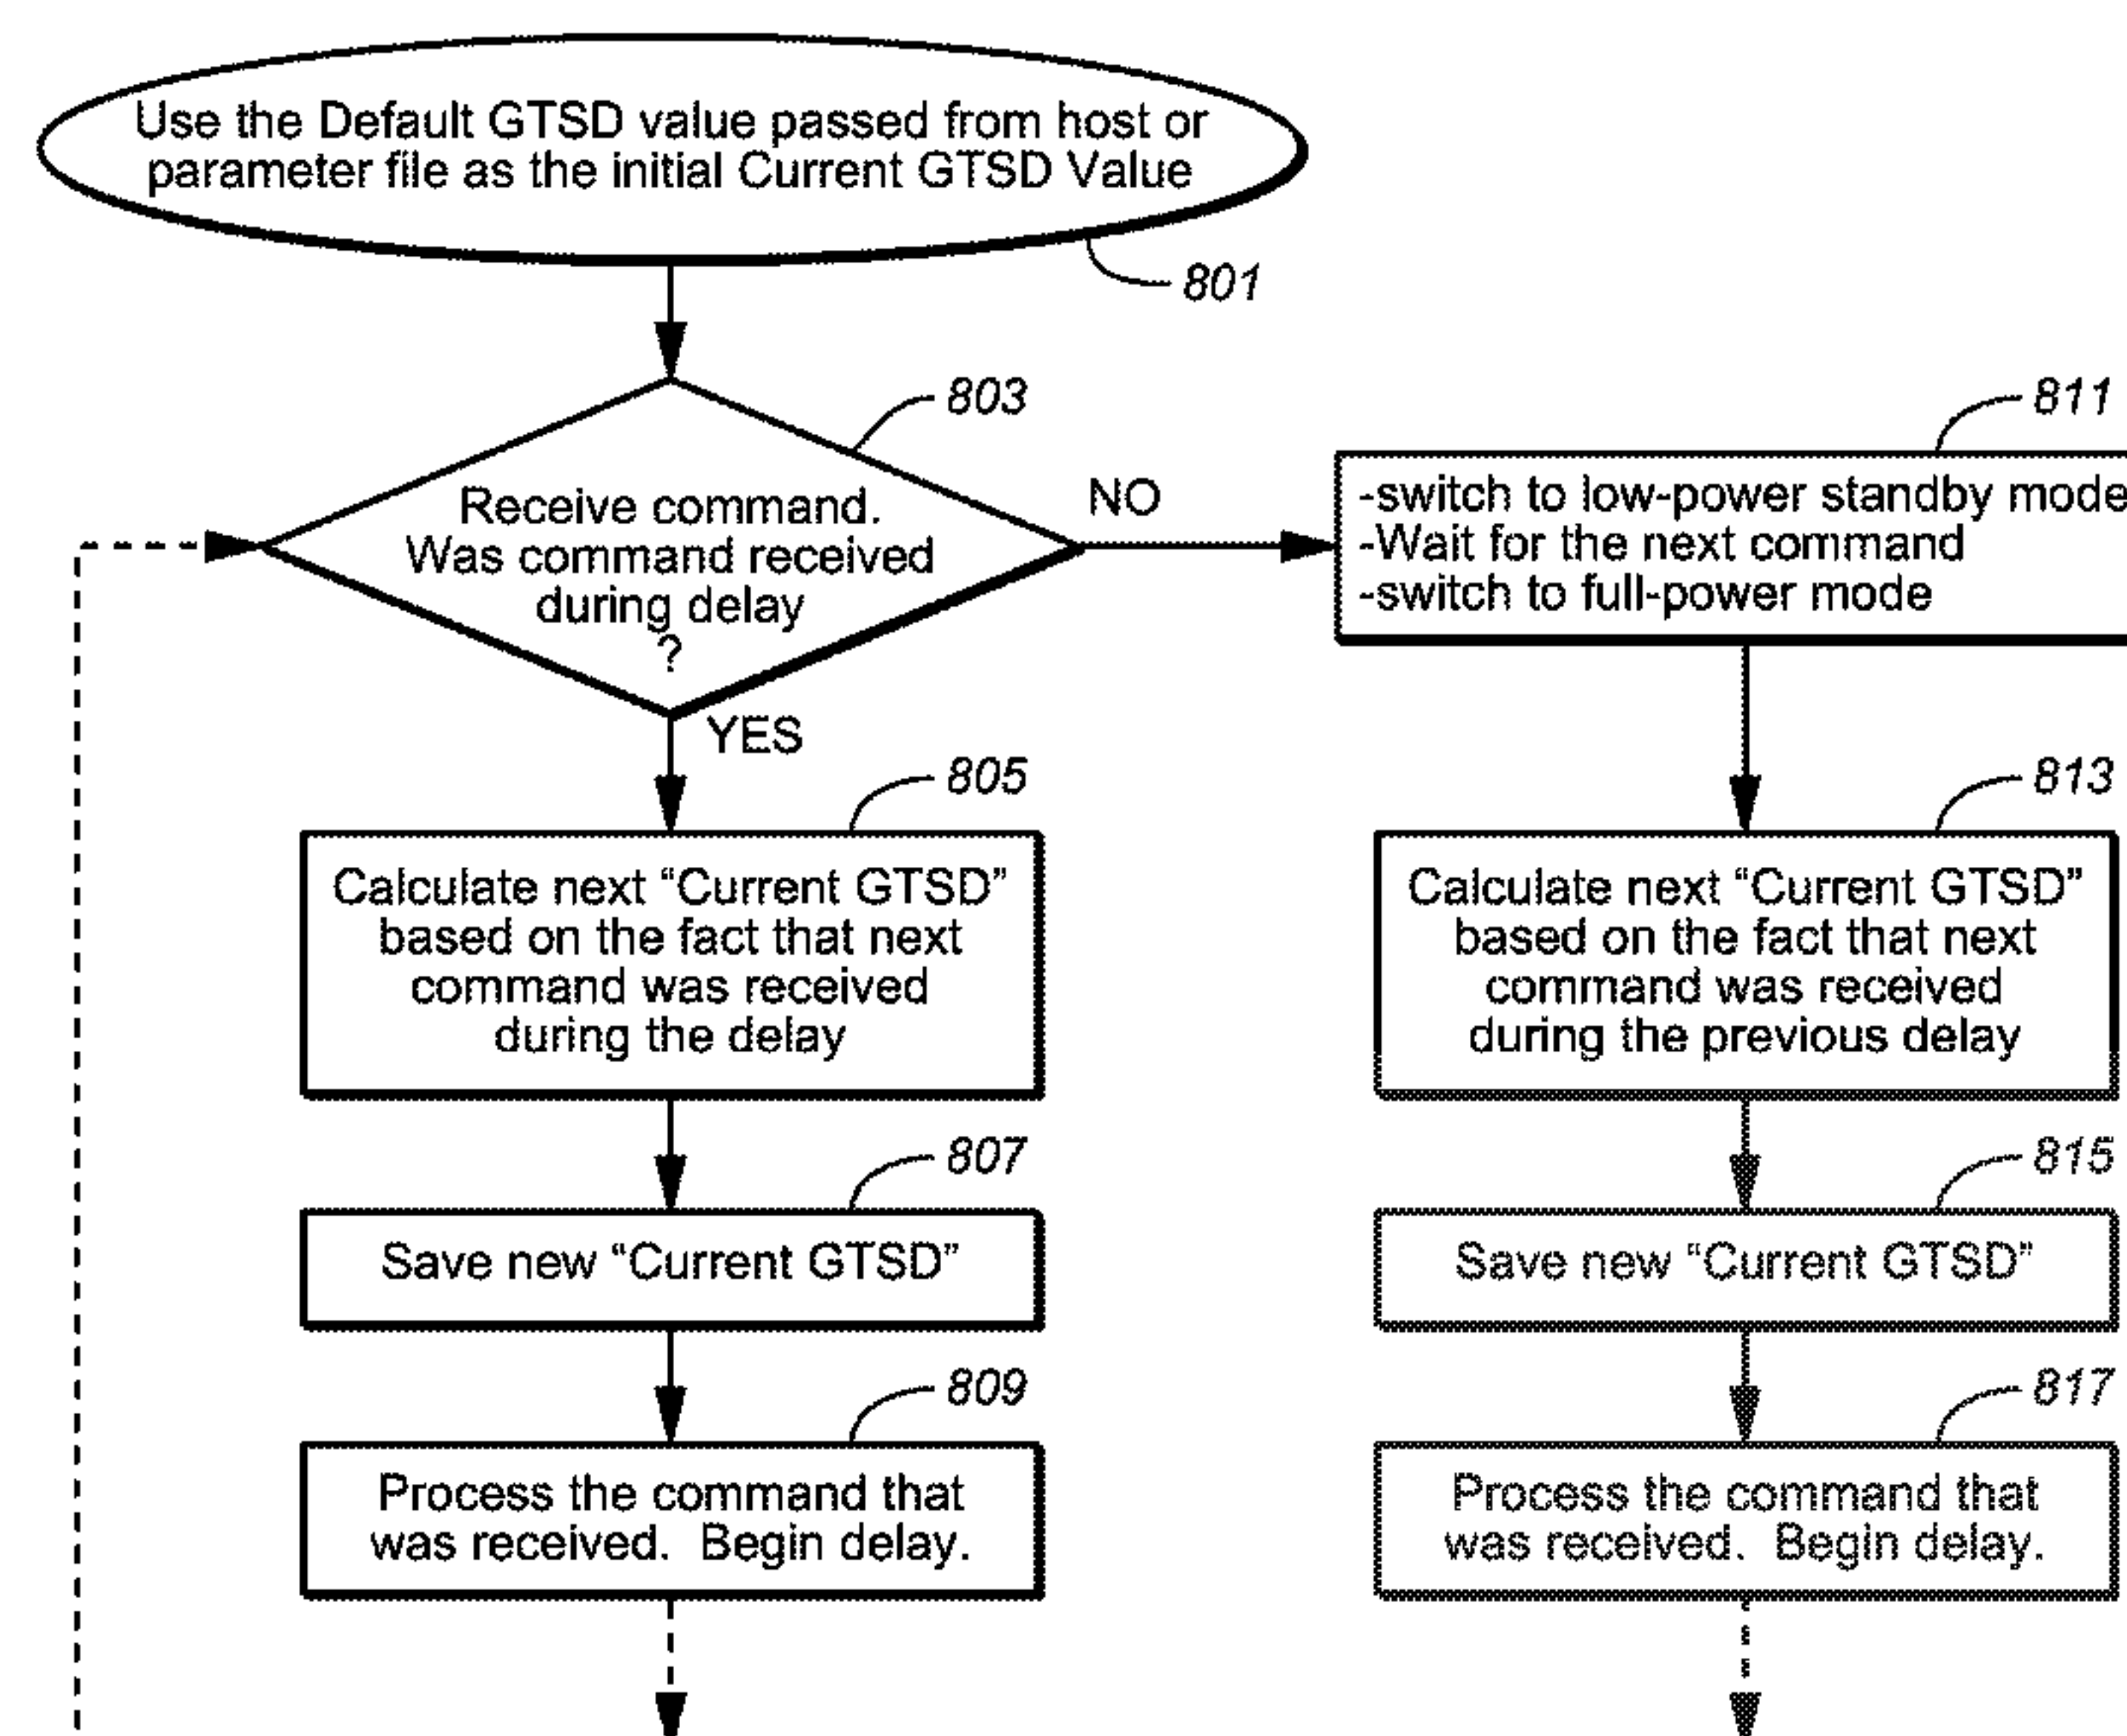 Use the Default GTSD value passed from host or
parameter file as the initial Current GTSD Value
801
803
Receive command.
Was command received
during delay
?
NO
YES
811
-switch to low-power standby mode
-Wait for the next command
-switch to full-power mode
805
Calculate next “Current GTSD”
based on the fact that next
command was received
during the delay
813
Calculate next “Current GTSD”
based on the fact that next
command was received
during the previous delay
807
Save new “Current GTSD”
815
Save new “Current GTSD”
809
Process the command that
was received. Begin delay.
817
Process the command that
was received. Begin delay.